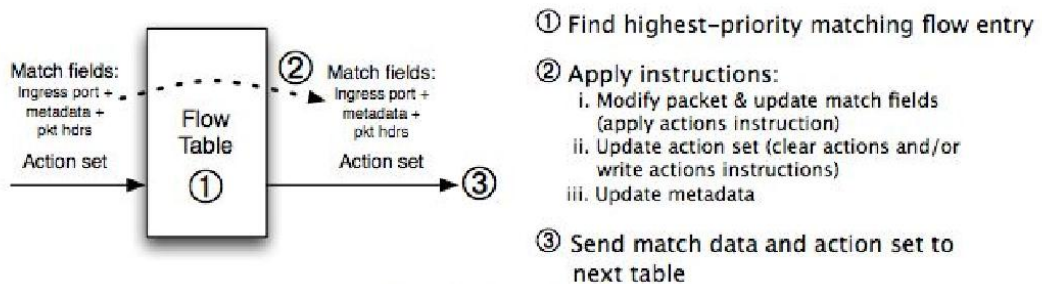 Match fields:
Ingress port +
metadata +
pkt hdrs
Action set
Flow
Table
①
②
Match fields:
Ingress port +
metadata +
pkt hdrs
Action set
③
① Find highest-priority matching flow entry
② Apply instructions:
i. Modify packet & update match fields
(apply actions instruction)
ii. Update action set (clear actions and/or
write actions instructions)
iii. Update metadata
③ Send match data and action set to
next table